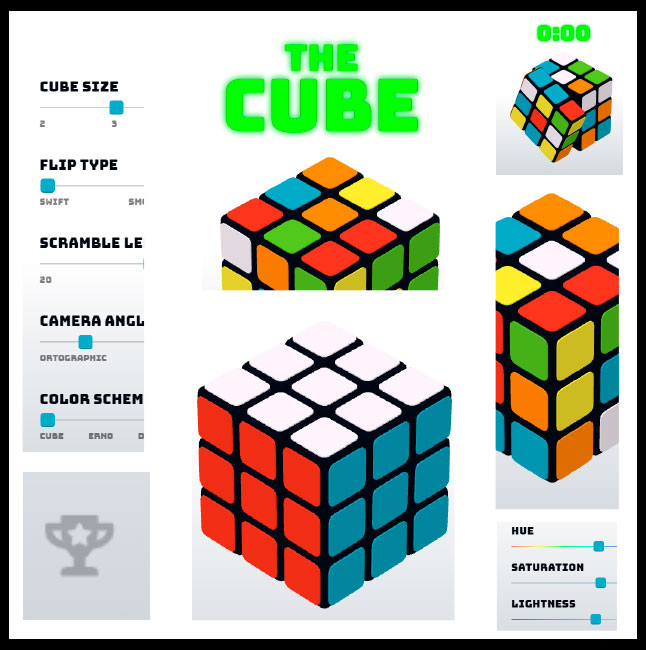 0:00
THE
CUBE
CUBE SIZE
2 3
FLIP TYPE
SWIFT SM
SCRAMBLE LE
20
CAMERA ANGL
ORTOGRAPHIC
COLOR SCHEM
CUBE ERNO
HUE
SATURATION
LIGHTNESS